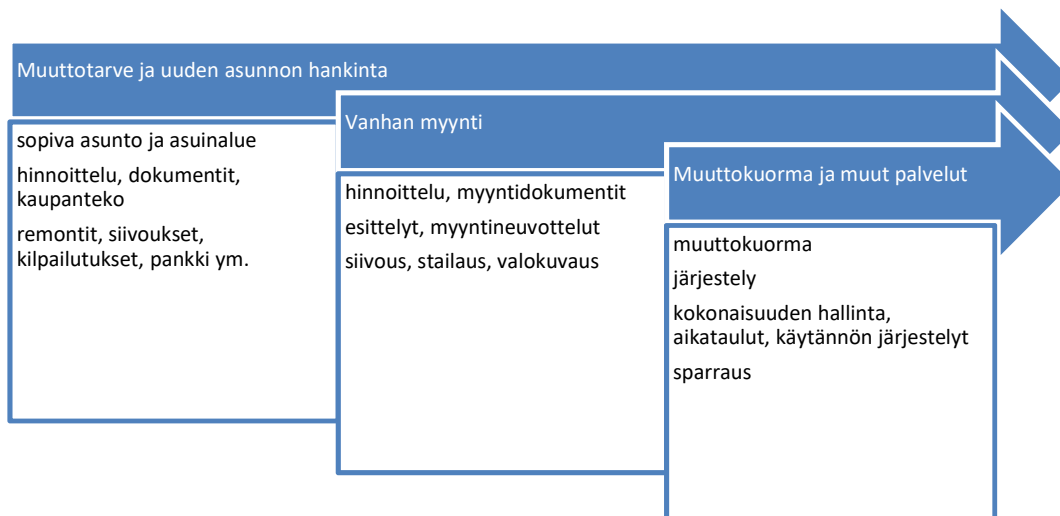 Muuttotarve ja uuden asunnon hankinta
sopiva asunto ja asuinalue
hinnoittelu, dokumentit,
kaupanteko
remontit, siivoukset,
kilpailutukset, pankki ym.
Vanhan myynti
hinnoittelu, myyntidokumentit
esittelyt, myyntineuvottelut
siivous, stailaus, valokuvaus
Muuttokuorma ja muut palvelut
muuttokuorma
järjestely
kokonaisuuden hallinta,
aikataulut, käytännön järjestelyt
sparraus